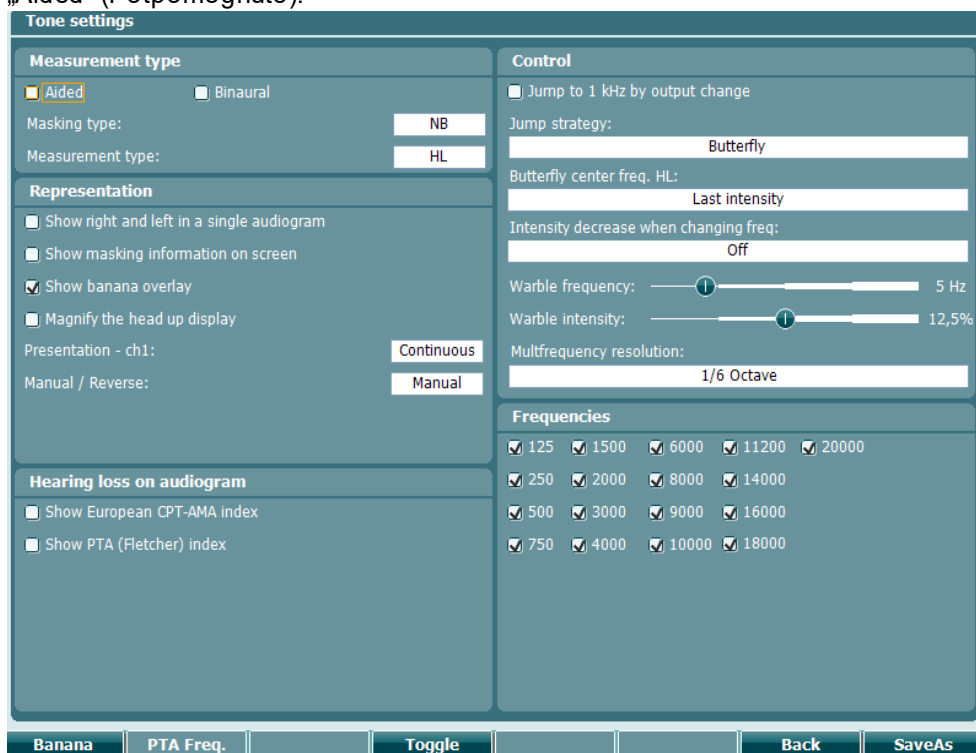 „Aided“ (Potpomognato).
Tone settings
Measurement type
Aided
Binaural
Masking type:
NB
Measurement type:
HL
Representation
Show right and left in a single audiogram
Show masking information on screen
Show banana overlay
Magnify the head up display
Presentation - ch1:
Continuous
Manual / Reverse:
Manual
Hearing loss on audiogram
Show European CPT-AMA index
Show PTA (Fletcher) index
Control
Jump to 1 kHz by output change
Jump strategy:
Butterfly
Butterfly center freq. HL:
Last intensity
Intensity decrease when changing freq:
Off
Warble frequency:
5 Hz
Warble intensity:
12,5%
Multfrequency resolution:
1/6 Octave
Frequencies
125 1500 6000 11200 20000
250 2000 8000 14000
500 3000 9000 16000
750 4000 10000 18000
Banana PTA Freq. Toggle Back SaveAs